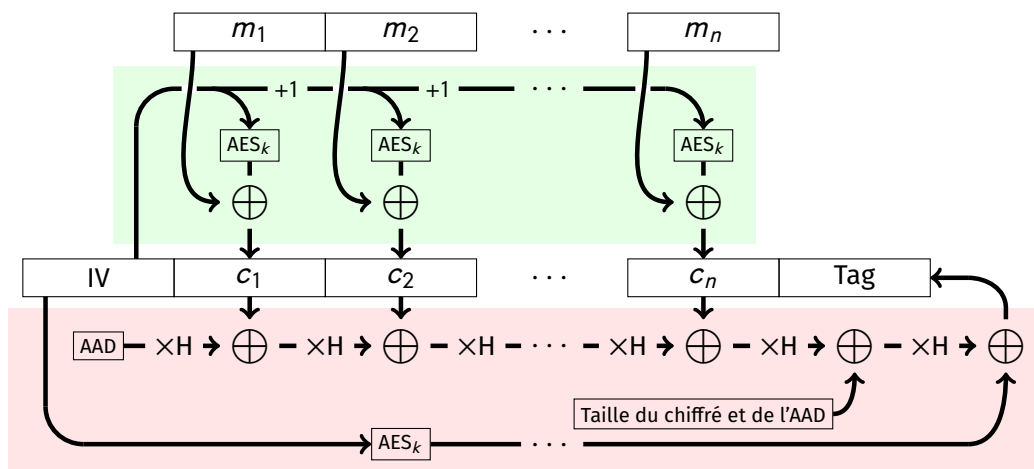 m₁ m₂ ··· mₙ
+1 +1 ···
AESₖ AESₖ AESₖ
IV c₁ c₂ ··· cₙ Tag
AAD ×H ×H ×H ··· ×H ×H ×H
Taille du chiffré et de l'AAD
AESₖ ···